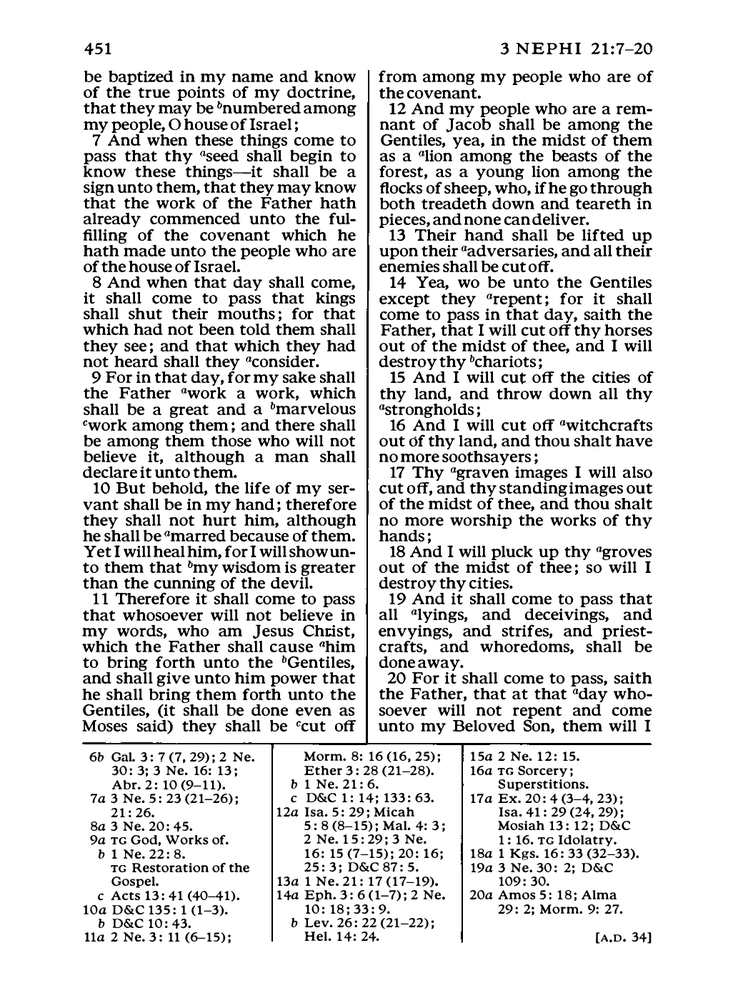 451
3 NEPHI 21:7–20
be baptized in my name and know
of the true points of my doctrine,
that they may be bnumbered among
my people, O house of Israel;
7 And when these things come to
pass that thy aseed shall begin to
know these things—it shall be a
sign unto them, that they may know
that the work of the Father hath
already commenced unto the ful-
filling of the covenant which he
hath made unto the people who are
of the house of Israel.
8 And when that day shall come,
it shall come to pass that kings
shall shut their mouths; for that
which had not been told them shall
they see; and that which they had
not heard shall they aconsider.
9 For in that day, for my sake shall
the Father awork a work, which
shall be a great and a bmarvelous
cwork among them; and there shall
be among them those who will not
believe it, although a man shall
declare it unto them.
10 But behold, the life of my ser-
vant shall be in my hand; therefore
they shall not hurt him, although
he shall be amarred because of them.
Yet I will heal him, for I will show un-
to them that bmy wisdom is greater
than the cunning of the devil.
11 Therefore it shall come to pass
that whosoever will not believe in
my words, who am Jesus Christ,
which the Father shall cause ahim
to bring forth unto the bGentiles,
and shall give unto him power that
he shall bring them forth unto the
Gentiles, (it shall be done even as
Moses said) they shall be ccut off
from among my people who are of
the covenant.
12 And my people who are a rem-
nant of Jacob shall be among the
Gentiles, yea, in the midst of them
as a alion among the beasts of the
forest, as a young lion among the
flocks of sheep, who, if he go through
both treadeth down and teareth in
pieces, and none can deliver.
13 Their hand shall be lifted up
upon their aadversaries, and all their
enemies shall be cut off.
14 Yea, wo be unto the Gentiles
except they arepent; for it shall
come to pass in that day, saith the
Father, that I will cut off thy horses
out of the midst of thee, and I will
destroy thy bchariots;
15 And I will cut off the cities of
thy land, and throw down all thy
astrongholds;
16 And I will cut off awitchcrafts
out of thy land, and thou shalt have
no more soothsayers;
17 Thy agraven images I will also
cut off, and thy standing images out
of the midst of thee, and thou shalt
no more worship the works of thy
hands;
18 And I will pluck up thy agroves
out of the midst of thee; so will I
destroy thy cities.
19 And it shall come to pass that
all alyings, and deceivings, and
envyings, and strifes, and priest-
crafts, and whoredoms, shall be
done away.
20 For it shall come to pass, saith
the Father, that at that aday who-
soever will not repent and come
unto my Beloved Son, them will I
6b Gal. 3: 7 (7, 29); 2 Ne.
30: 3; 3 Ne. 16: 13;
Abr. 2: 10 (9–11).
7a 3 Ne. 5: 23 (21–26);
21: 26.
8a 3 Ne. 20: 45.
9a TG God, Works of.
b 1 Ne. 22: 8.
TG Restoration of the
Gospel.
c Acts 13: 41 (40–41).
10a D&C 135: 1 (1–3).
b D&C 10: 43.
11a 2 Ne. 3: 11 (6–15);
Morm. 8: 16 (16, 25);
Ether 3: 28 (21–28).
b 1 Ne. 21: 6.
c D&C 1: 14; 133: 63.
12a Isa. 5: 29; Micah
5: 8 (8–15); Mal. 4: 3;
2 Ne. 15: 29; 3 Ne.
16: 15 (7–15); 20: 16;
25: 3; D&C 87: 5.
13a 1 Ne. 21: 17 (17–19).
14a Eph. 3: 6 (1–7); 2 Ne.
10: 18; 33: 9.
b Lev. 26: 22 (21–22);
Hel. 14: 24.
15a 2 Ne. 12: 15.
16a TG Sorcery;
Superstitions.
17a Ex. 20: 4 (3–4, 23);
Isa. 41: 29 (24, 29);
Mosiah 13: 12; D&C
1: 16. TG Idolatry.
18a 1 Kgs. 16: 33 (32–33).
19a 3 Ne. 30: 2; D&C
109: 30.
20a Amos 5: 18; Alma
29: 2; Morm. 9: 27.
[A.D. 34]